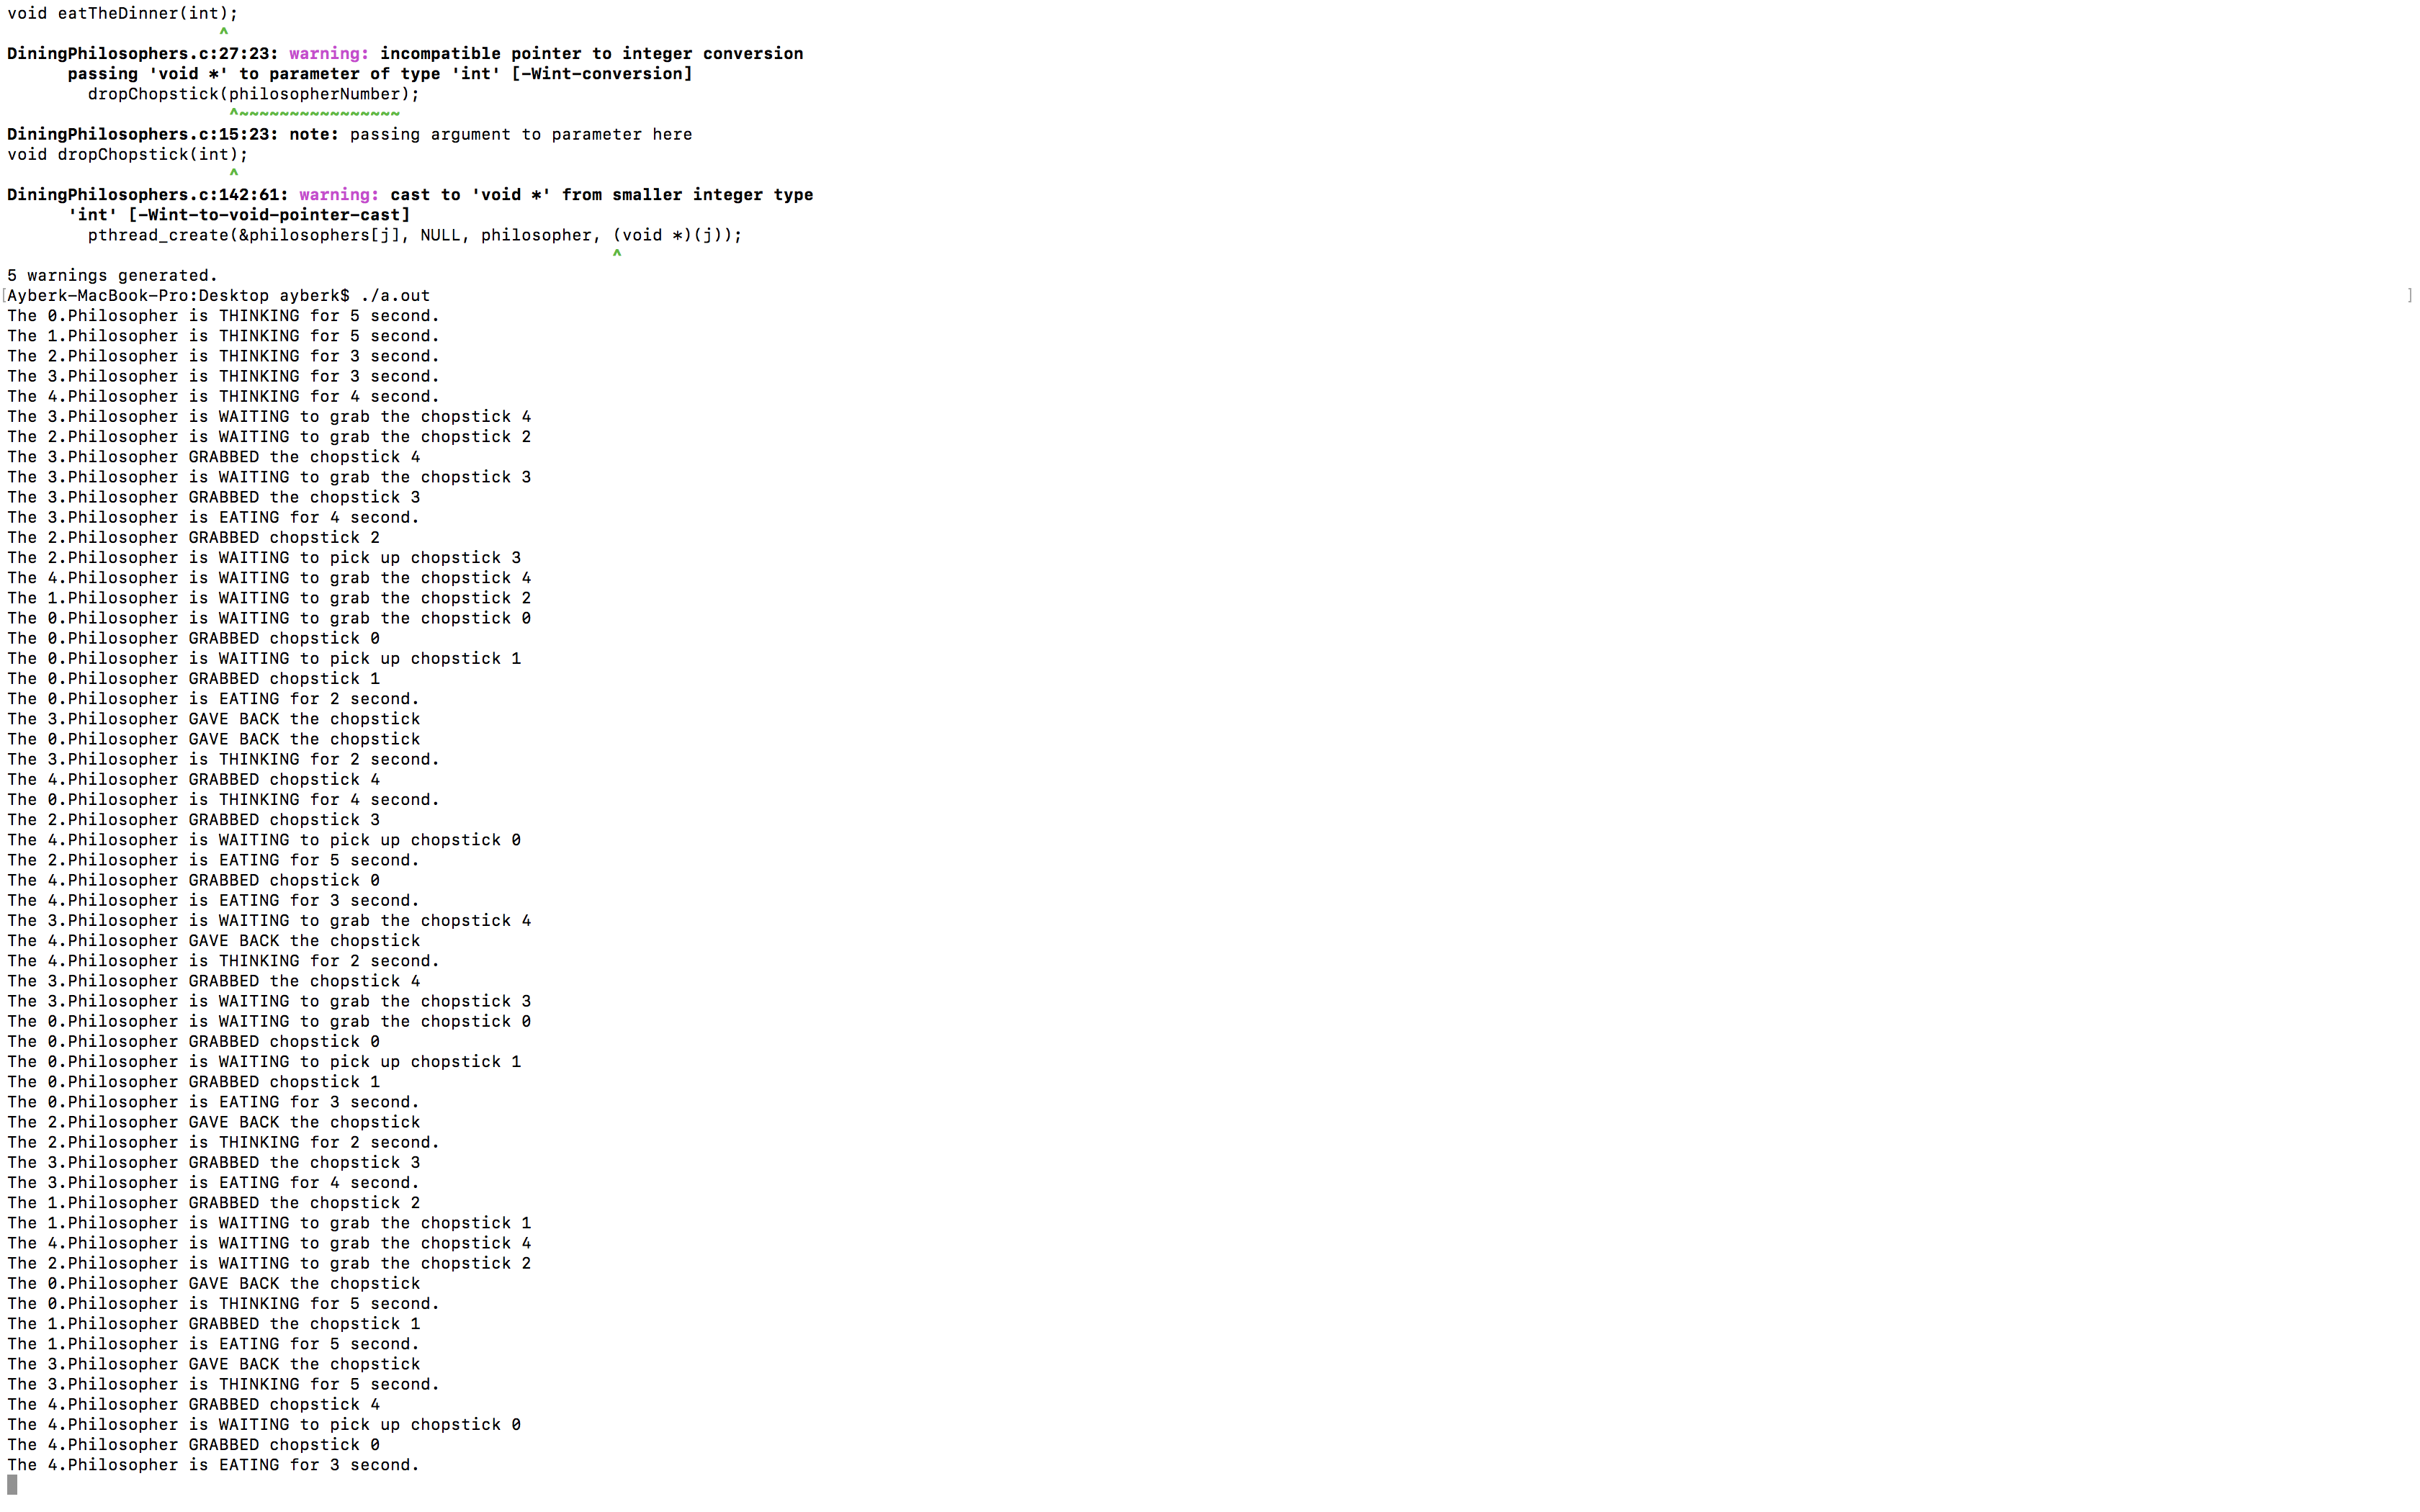 void eatTheDinner(int);
^
DiningPhilosophers.c:27:23: warning: incompatible pointer to integer conversion
passing 'void *' to parameter of type 'int' [-Wint-conversion]
dropChopstick(philosopherNumber);
^~~~~~~~~~~~~~~~~
DiningPhilosophers.c:15:23: note: passing argument to parameter here
void dropChopstick(int);
^
DiningPhilosophers.c:142:61: warning: cast to 'void *' from smaller integer type
'int' [-Wint-to-void-pointer-cast]
pthread_create(&philosophers[j], NULL, philosopher, (void *)(j));
^
5 warnings generated.
[Ayberk-MacBook-Pro:Desktop ayberk$ ./a.out ]
The 0.Philosopher is THINKING for 5 second.
The 1.Philosopher is THINKING for 5 second.
The 2.Philosopher is THINKING for 3 second.
The 3.Philosopher is THINKING for 3 second.
The 4.Philosopher is THINKING for 4 second.
The 3.Philosopher is WAITING to grab the chopstick 4
The 2.Philosopher is WAITING to grab the chopstick 2
The 3.Philosopher GRABBED the chopstick 4
The 3.Philosopher is WAITING to grab the chopstick 3
The 3.Philosopher GRABBED the chopstick 3
The 3.Philosopher is EATING for 4 second.
The 2.Philosopher GRABBED chopstick 2
The 2.Philosopher is WAITING to pick up chopstick 3
The 4.Philosopher is WAITING to grab the chopstick 4
The 1.Philosopher is WAITING to grab the chopstick 2
The 0.Philosopher is WAITING to grab the chopstick 0
The 0.Philosopher GRABBED chopstick 0
The 0.Philosopher is WAITING to pick up chopstick 1
The 0.Philosopher GRABBED chopstick 1
The 0.Philosopher is EATING for 2 second.
The 3.Philosopher GAVE BACK the chopstick
The 0.Philosopher GAVE BACK the chopstick
The 3.Philosopher is THINKING for 2 second.
The 4.Philosopher GRABBED chopstick 4
The 0.Philosopher is THINKING for 4 second.
The 2.Philosopher GRABBED chopstick 3
The 4.Philosopher is WAITING to pick up chopstick 0
The 2.Philosopher is EATING for 5 second.
The 4.Philosopher GRABBED chopstick 0
The 4.Philosopher is EATING for 3 second.
The 3.Philosopher is WAITING to grab the chopstick 4
The 4.Philosopher GAVE BACK the chopstick
The 4.Philosopher is THINKING for 2 second.
The 3.Philosopher GRABBED the chopstick 4
The 3.Philosopher is WAITING to grab the chopstick 3
The 0.Philosopher is WAITING to grab the chopstick 0
The 0.Philosopher GRABBED chopstick 0
The 0.Philosopher is WAITING to pick up chopstick 1
The 0.Philosopher GRABBED chopstick 1
The 0.Philosopher is EATING for 3 second.
The 2.Philosopher GAVE BACK the chopstick
The 2.Philosopher is THINKING for 2 second.
The 3.Philosopher GRABBED the chopstick 3
The 3.Philosopher is EATING for 4 second.
The 1.Philosopher GRABBED the chopstick 2
The 1.Philosopher is WAITING to grab the chopstick 1
The 4.Philosopher is WAITING to grab the chopstick 4
The 2.Philosopher is WAITING to grab the chopstick 2
The 0.Philosopher GAVE BACK the chopstick
The 0.Philosopher is THINKING for 5 second.
The 1.Philosopher GRABBED the chopstick 1
The 1.Philosopher is EATING for 5 second.
The 3.Philosopher GAVE BACK the chopstick
The 3.Philosopher is THINKING for 5 second.
The 4.Philosopher GRABBED chopstick 4
The 4.Philosopher is WAITING to pick up chopstick 0
The 4.Philosopher GRABBED chopstick 0
The 4.Philosopher is EATING for 3 second.